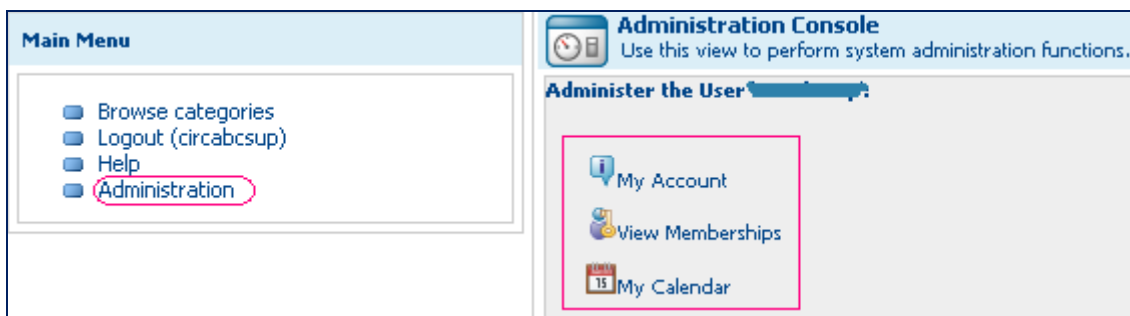 Main Menu
Browse categories
Logout (circabcsup)
Help
Administration
Administration Console
Use this view to perform system administration functions.
Administer the User :
My Account
View Memberships
15
My Calendar